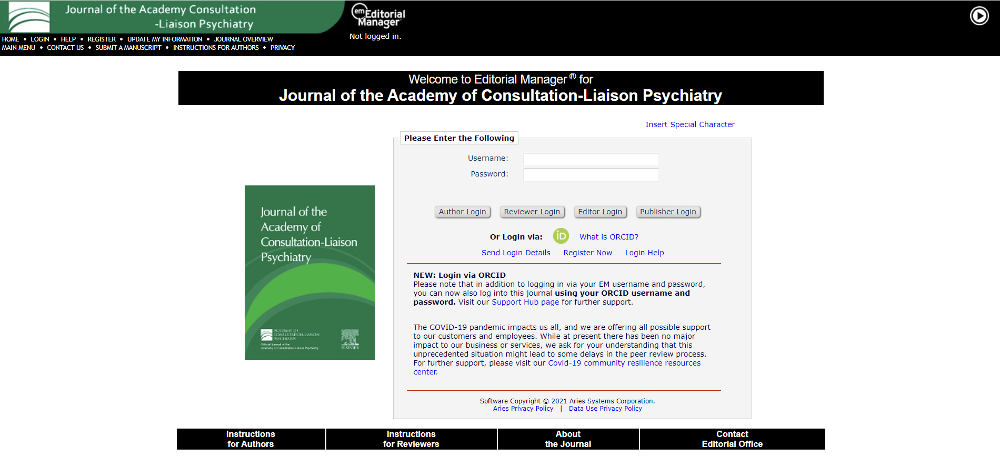 Journal of the Academy Consultation
-Liaison Psychiatry
em Editorial
Manager
Not logged in.
HOME • LOGIN • HELP • REGISTER • UPDATE MY INFORMATION • JOURNAL OVERVIEW
MAIN MENU • CONTACT US • SUBMIT A MANUSCRIPT • INSTRUCTIONS FOR AUTHORS • PRIVACY
Welcome to Editorial Manager® for
Journal of the Academy of Consultation-Liaison Psychiatry
Insert Special Character
Please Enter the Following
Username:
Password:
Author Login
Reviewer Login
Editor Login
Publisher Login
Or Login via: iD What is ORCID?
Send Login Details Register Now Login Help
NEW: Login via ORCID
Please note that in addition to logging in via your EM username and password,
you can now also log into this journal using your ORCID username and
password. Visit our Support Hub page for further support.
The COVID-19 pandemic impacts us all, and we are offering all possible support
to our customers and employees. While at present there has been no major
impact to our business or services, we ask for your understanding that this
unprecedented situation might lead to some delays in the peer review process.
For further support, please visit our Covid-19 community resilience resources
center.
Software Copyright © 2021 Aries Systems Corporation.
Aries Privacy Policy | Data Use Privacy Policy
Journal of the
Academy of
Consultation-Liaison
Psychiatry
ACADEMY OF
CONSULTATION-LIAISON
PSYCHIATRY
Official Journal of the
Academy of Consultation-Liaison Psychiatry
ELSEVIER
Instructions
for Authors
Instructions
for Reviewers
About
the Journal
Contact
Editorial Office